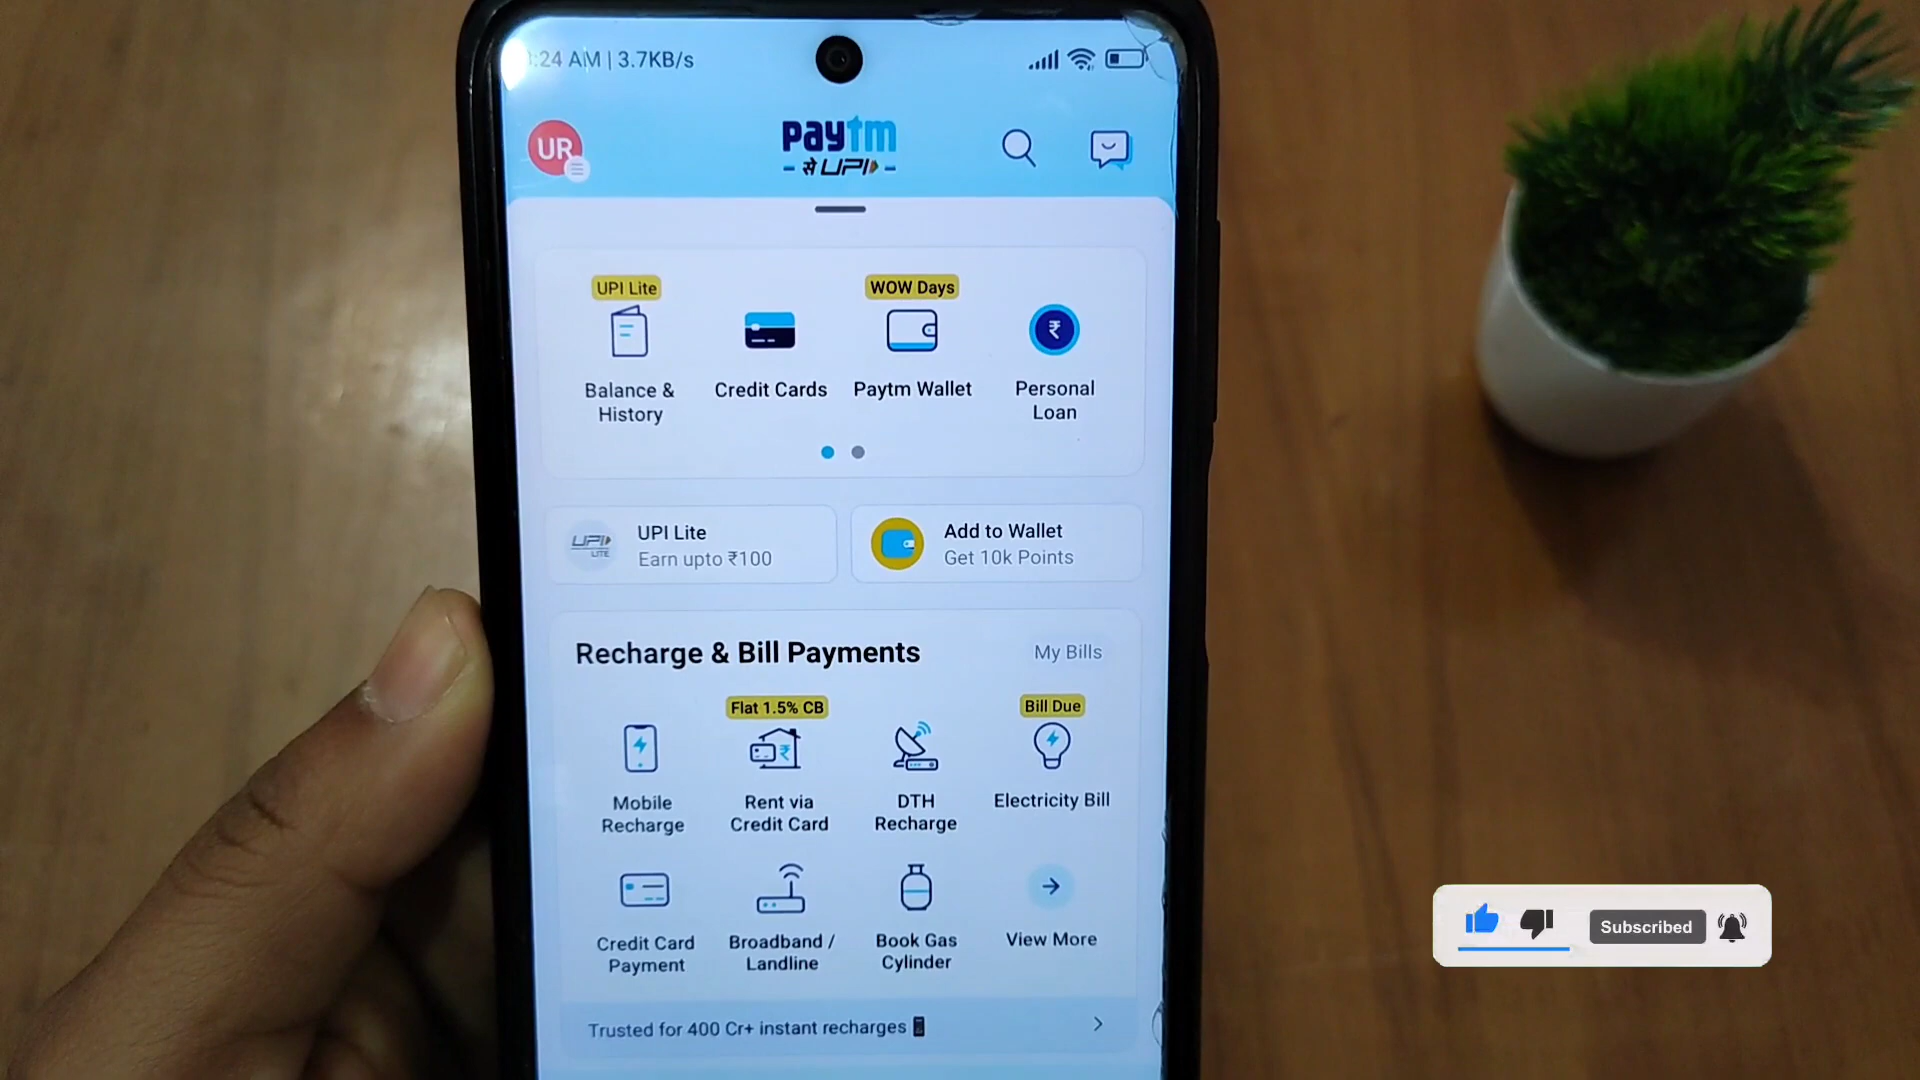 :24 AM | 3.7KB/s
UR
paytm
से UPI
UPI Lite
WOW Days
Balance &
History
Credit Cards
Paytm Wallet
Personal
Loan
UPI
LITE
UPI Lite
Earn upto ₹100
Add to Wallet
Get 10k Points
Recharge & Bill Payments
My Bills
Flat 1.5% CB
Bill Due
Mobile
Recharge
Rent via
Credit Card
DTH
Recharge
Electricity Bill
Credit Card
Payment
Broadband /
Landline
Book Gas
Cylinder
View More
Trusted for 400 Cr+ instant recharges
Subscribed